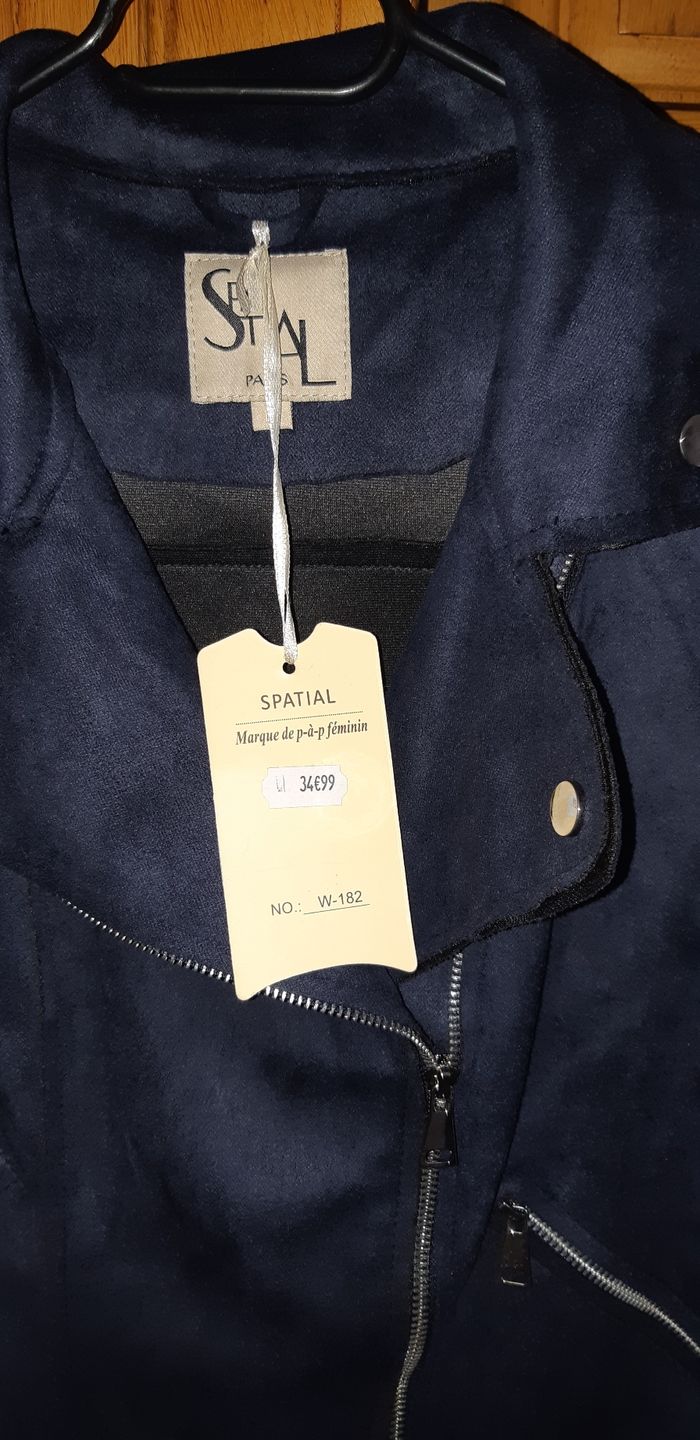 SPATIAL
PARIS
SPATIAL
Marque de p-à-p féminin
34€99
NO.: W-182